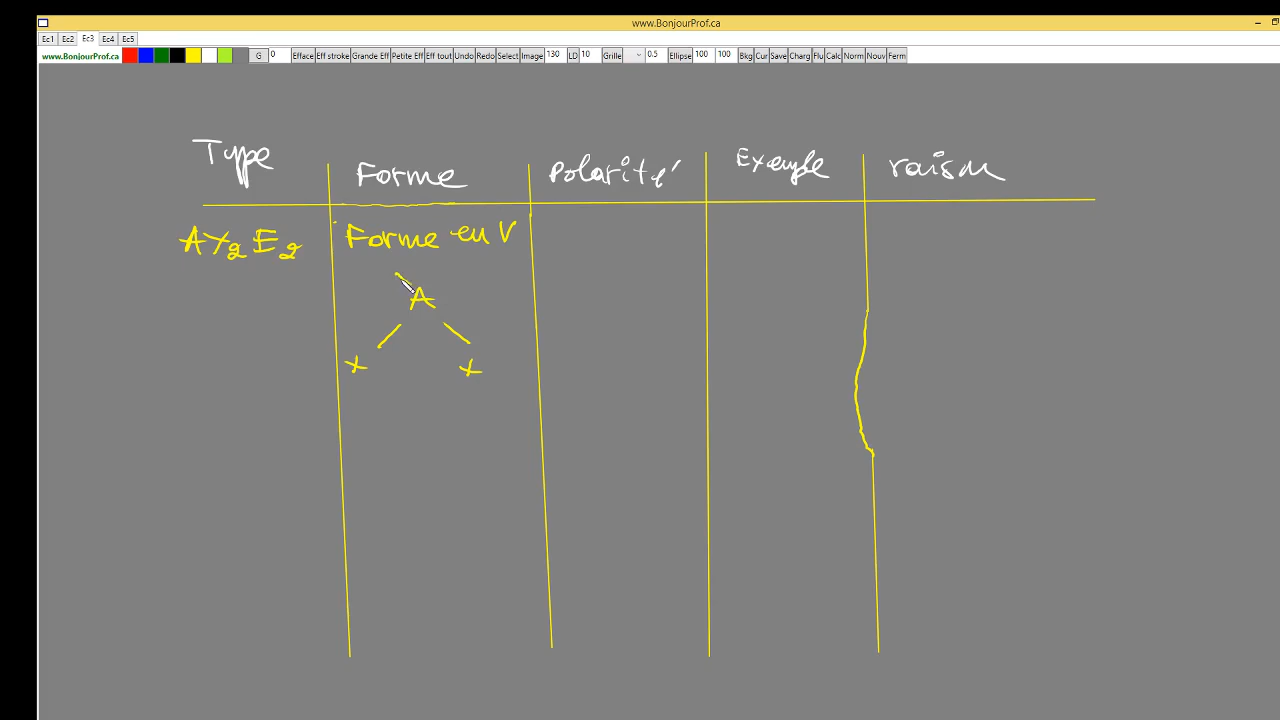 www.BonjourProf.ca
Ec1 Ec2 Ec3 Ec4 Ec5
www.BonjourProf.ca G 0 Efface Eff stroke Grande Eff Petite Eff Eff tout Undo Redo Select Image 130 LD 10 Grille 0.5 Ellipse 100 100 Bkg Cur Save Charg Flu Calc Norm Nouv Ferm
Type Forme Polarité Exemple raison
AX2E2 Forme en V
A
x x